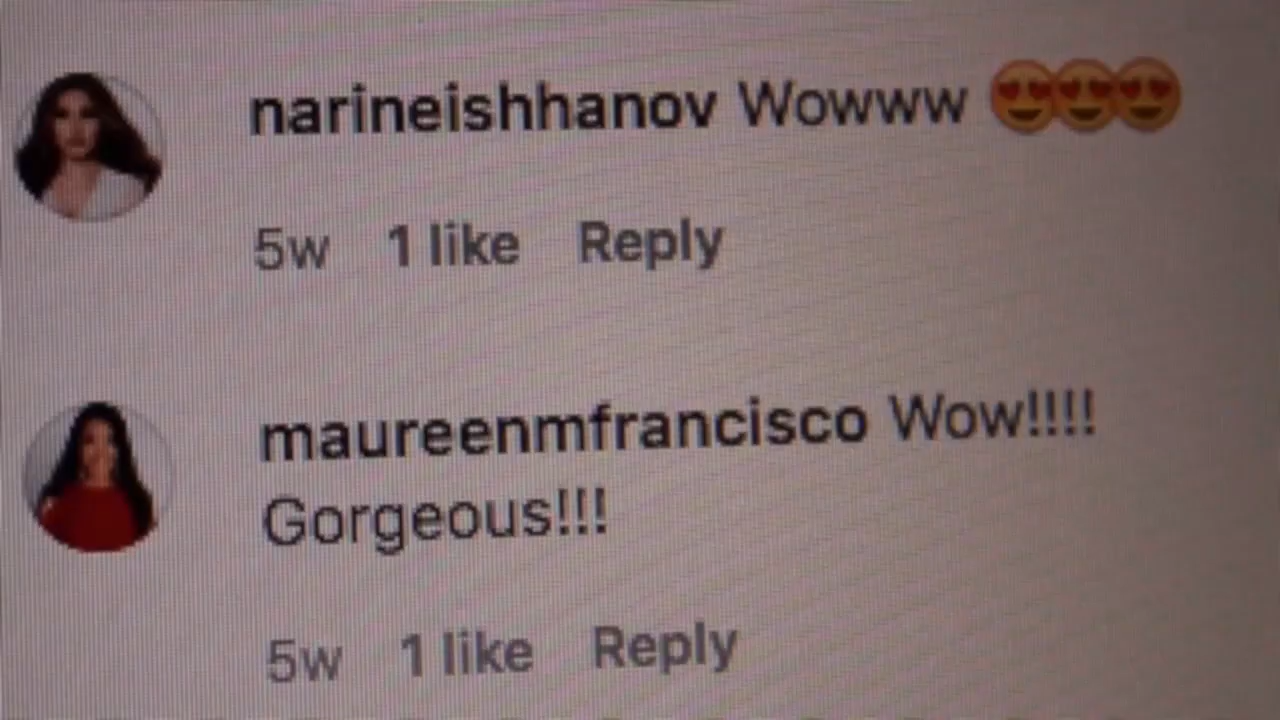 narineishhanov Wowww 😍😍😍
5w 1 like Reply
maureenmfrancisco Wow!!!!
Gorgeous!!!
5w 1 like Reply